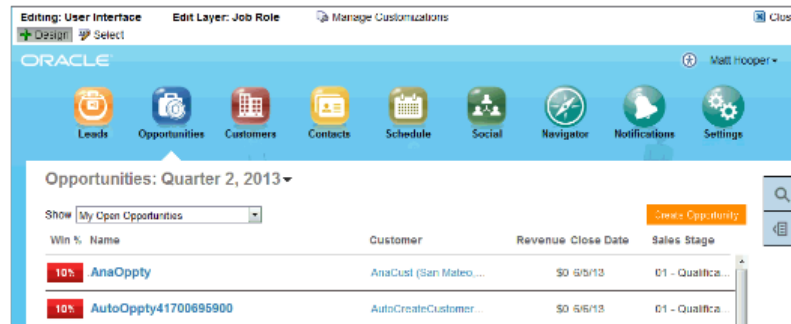 Editing: User Interface Edit Layer: Job Role Manage Customizations Clos
Design Select
ORACLE Matt Hooper
Leads Opportunities Customers Contacts Schedule Social Navigator Notifications Settings
Opportunities: Quarter 2, 2013
Show My Open Opportunities Create Opportunity
Win % Name Customer Revenue Close Date Sales Stage
10% AnaOppty AnaCust (San Mateo,... $0 6/5/13 01 - Qualifica...
10% AutoOppty41700695900 AutoCreateCustomer... $0 6/6/13 01 - Qualifica...